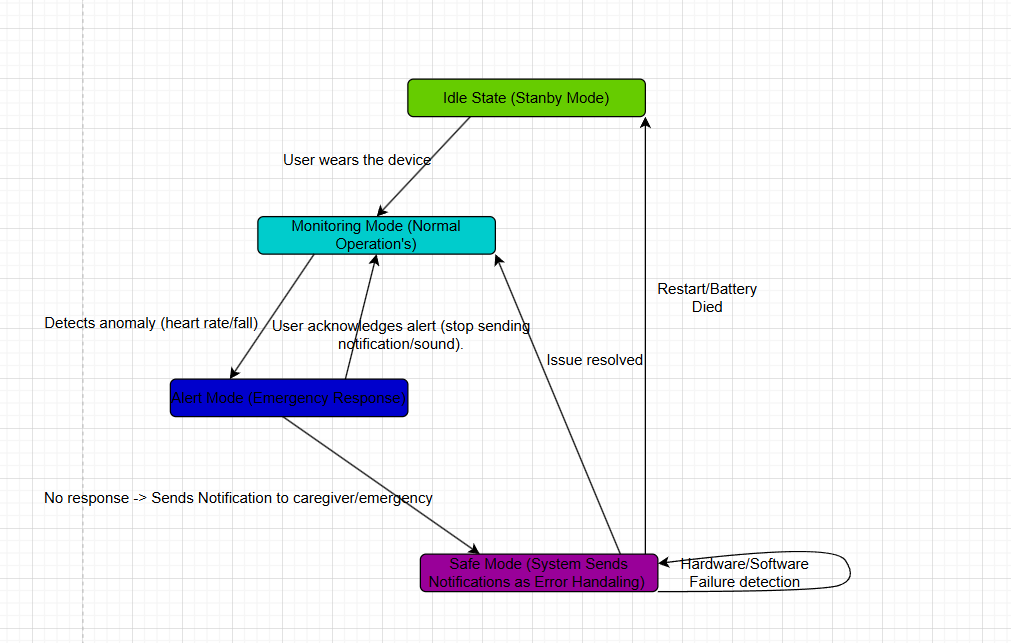 Idle State (Stanby Mode)
User wears the device
Monitoring Mode (Normal
Operation's)
Restart/Battery
Died
Detects anomaly (heart rate/fall)
User acknowledges alert (stop sending
notification/sound).
Issue resolved
Alert Mode (Emergency Response)
No response -> Sends Notification to caregiver/emergency
Safe Mode (System Sends
Notifications as Error Handaling)
Hardware/Software
Failure detection